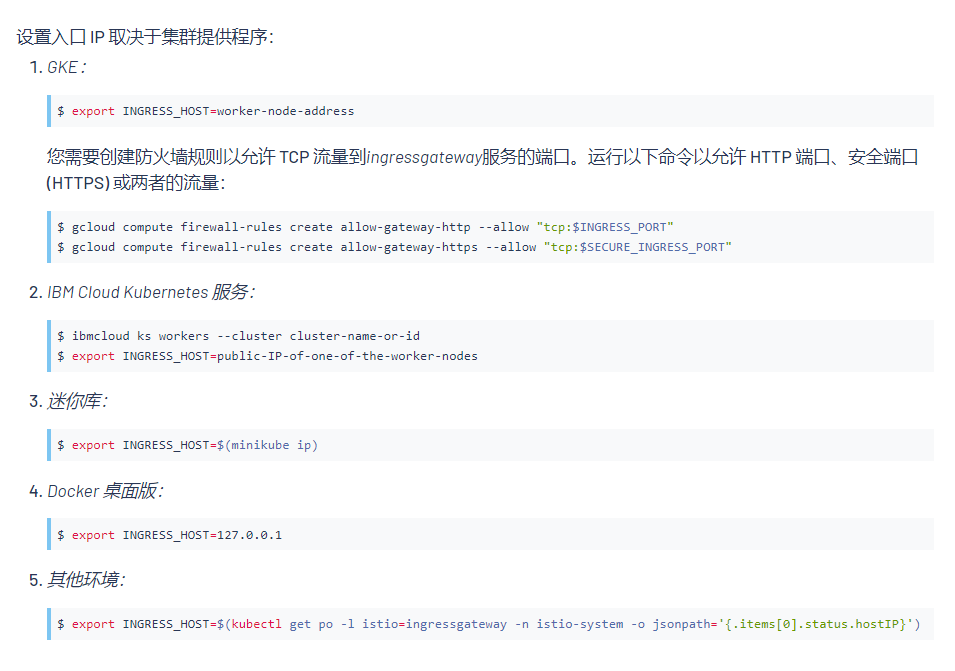 设置入口 IP 取决于集群提供程序：
1. GKE：
$ export INGRESS_HOST=worker-node-address
您需要创建防火墙规则以允许 TCP 流量到ingressgateway服务的端口。运行以下命令以允许 HTTP 端口、安全端口
(HTTPS) 或两者的流量：
$ gcloud compute firewall-rules create allow-gateway-http --allow "tcp:$INGRESS_PORT"
$ gcloud compute firewall-rules create allow-gateway-https --allow "tcp:$SECURE_INGRESS_PORT"
2. IBM Cloud Kubernetes 服务：
$ ibmcloud ks workers --cluster cluster-name-or-id
$ export INGRESS_HOST=public-IP-of-one-of-the-worker-nodes
3. 迷你库：
$ export INGRESS_HOST=$(minikube ip)
4. Docker 桌面版：
$ export INGRESS_HOST=127.0.0.1
5. 其他环境：
$ export INGRESS_HOST=$(kubectl get po -l istio=ingressgateway -n istio-system -o jsonpath='{.items[0].status.hostIP}')